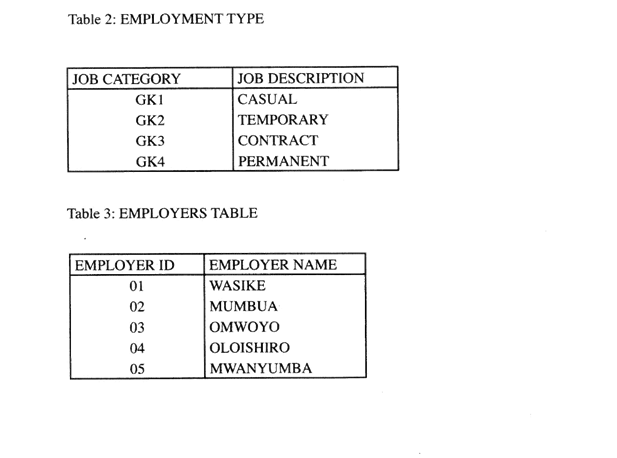 Table 2: EMPLOYMENT TYPE
JOB CATEGORY JOB DESCRIPTION
GK1 CASUAL
GK2 TEMPORARY
GK3 CONTRACT
GK4 PERMANENT
Table 3: EMPLOYERS TABLE
EMPLOYER ID EMPLOYER NAME
01 WASIKE
02 MUMBUA
03 OMWOYO
04 OLOISHIRO
05 MWANYUMBA